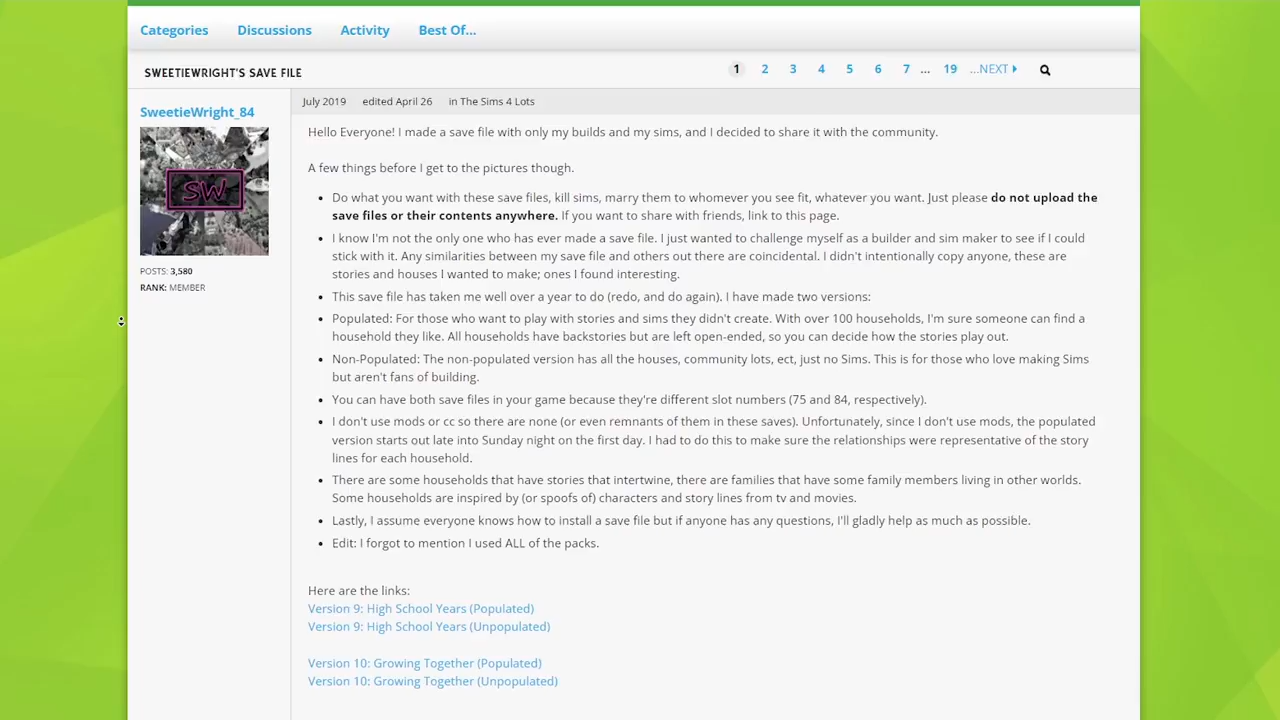 Categories Discussions Activity Best Of...
SWEETIEWRIGHT'S SAVE FILE 1 2 3 4 5 6 7 ... 19 ...NEXT
SweetieWright_84
SW
POSTS: 3,580
RANK: MEMBER
July 2019 edited April 26 in The Sims 4 Lots
Hello Everyone! I made a save file with only my builds and my sims, and I decided to share it with the community.
A few things before I get to the pictures though.
• Do what you want with these save files, kill sims, marry them to whomever you see fit, whatever you want. Just please do not upload the
save files or their contents anywhere. If you want to share with friends, link to this page.
• I know I'm not the only one who has ever made a save file. I just wanted to challenge myself as a builder and sim maker to see if I could
stick with it. Any similarities between my save file and others out there are coincidental. I didn't intentionally copy anyone, these are
stories and houses I wanted to make; ones I found interesting.
• This save file has taken me well over a year to do (redo, and do again). I have made two versions:
• Populated: For those who want to play with stories and sims they didn't create. With over 100 households, I'm sure someone can find a
household they like. All households have backstories but are left open-ended, so you can decide how the stories play out.
• Non-Populated: The non-populated version has all the houses, community lots, ect, just no Sims. This is for those who love making Sims
but aren't fans of building.
• You can have both save files in your game because they're different slot numbers (75 and 84, respectively).
• I don't use mods or cc so there are none (or even remnants of them in these saves). Unfortunately, since I don't use mods, the populated
version starts out late into Sunday night on the first day. I had to do this to make sure the relationships were representative of the story
lines for each household.
• There are some households that have stories that intertwine, there are families that have some family members living in other worlds.
Some households are inspired by (or spoofs of) characters and story lines from tv and movies.
• Lastly, I assume everyone knows how to install a save file but if anyone has any questions, I'll gladly help as much as possible.
• Edit: I forgot to mention I used ALL of the packs.
Here are the links:
Version 9: High School Years (Populated)
Version 9: High School Years (Unpopulated)
Version 10: Growing Together (Populated)
Version 10: Growing Together (Unpopulated)